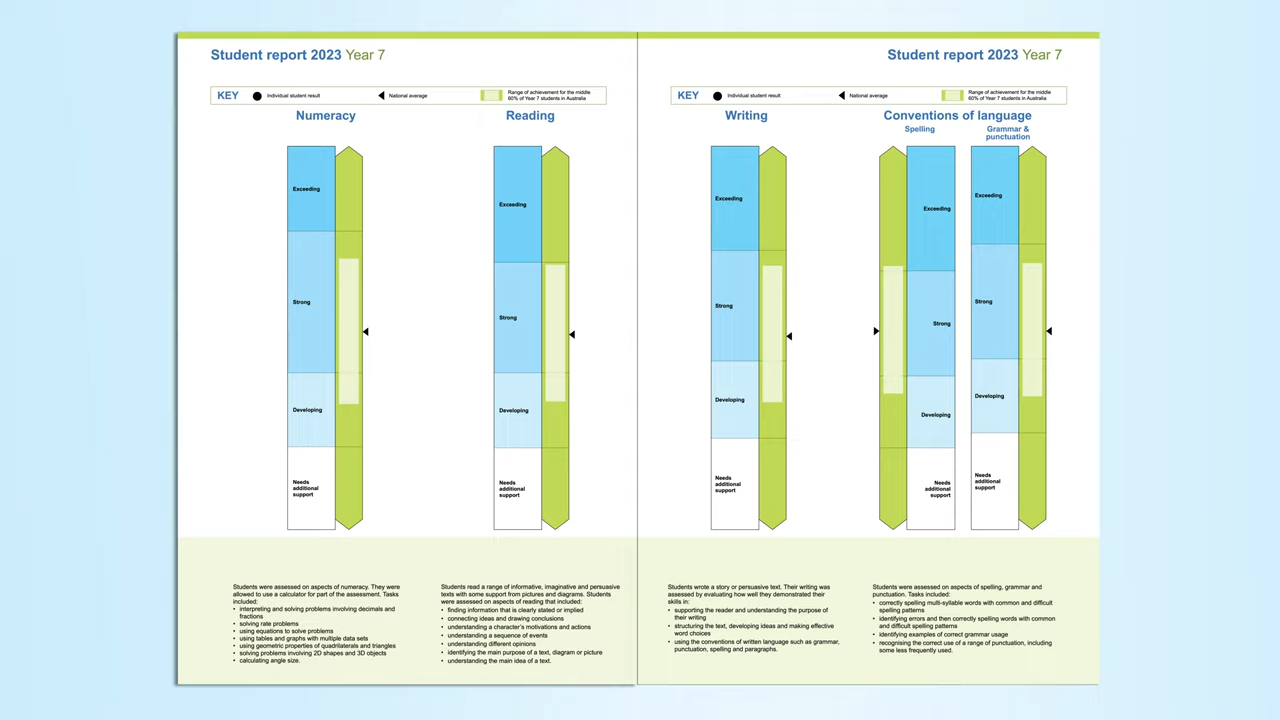 Student report 2023 Year 7
KEY
Individual student result
National average
Range of achievement for the middle
60% of Year 7 students in Australia
Numeracy
Reading
Exceeding
Strong
Developing
Needs
additional
support
Exceeding
Strong
Developing
Needs
additional
support
Students were assessed on aspects of numeracy. They were
allowed to use a calculator for part of the assessment. Tasks
included:
• interpreting and solving problems involving decimals and
fractions
• solving rate problems
• using equations to solve problems
• using tables and graphs with multiple data sets
• using geometric properties of quadrilaterals and triangles
• solving problems involving 2D shapes and 3D objects
• calculating angle size.
Students read a range of informative, imaginative and persuasive
texts with some support from pictures and diagrams. Students
were assessed on aspects of reading that included:
• finding information that is clearly stated or implied
• connecting ideas and drawing conclusions
• understanding a character's motivations and actions
• understanding a sequence of events
• understanding different opinions
• identifying the main purpose of a text, diagram or picture
• understanding the main idea of a text.
Student report 2023 Year 7
KEY
Individual student result
National average
Range of achievement for the middle
60% of Year 7 students in Australia
Writing
Conventions of language
Spelling
Grammar &
punctuation
Exceeding
Strong
Developing
Needs
additional
support
Exceeding
Strong
Developing
Needs
additional
support
Exceeding
Strong
Developing
Needs
additional
support
Students wrote a story or persuasive text. Their writing was
assessed by evaluating how well they demonstrated their
skills in:
• supporting the reader and understanding the purpose of
their writing
• structuring the text, developing ideas and making effective
word choices
• using the conventions of written language such as grammar,
punctuation, spelling and paragraphs.
Students were assessed on aspects of spelling, grammar and
punctuation. Tasks included:
• correctly spelling multi-syllable words with common and difficult
spelling patterns
• identifying errors and then correctly spelling words with common
and difficult spelling patterns
• identifying examples of correct grammar usage
• recognising the correct use of a range of punctuation, including
some less frequently used.